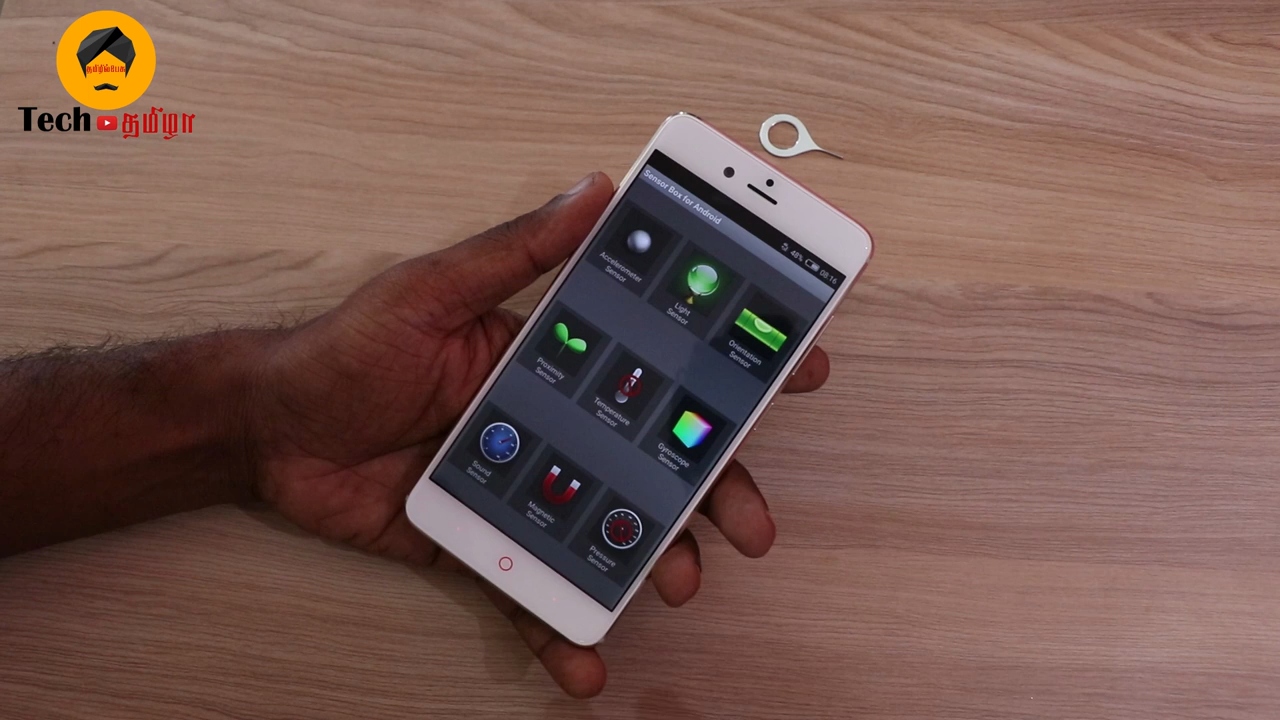 தமிழின்பேசு
Tech தமிழா
Sensor Box for Android
48% 08:16
Accelerometer
Sensor
Light
Sensor
Orientation
Sensor
Proximity
Sensor
Temperature
Sensor
Gyroscope
Sensor
Sound
Sensor
Magnetic
Sensor
Pressure
Sensor